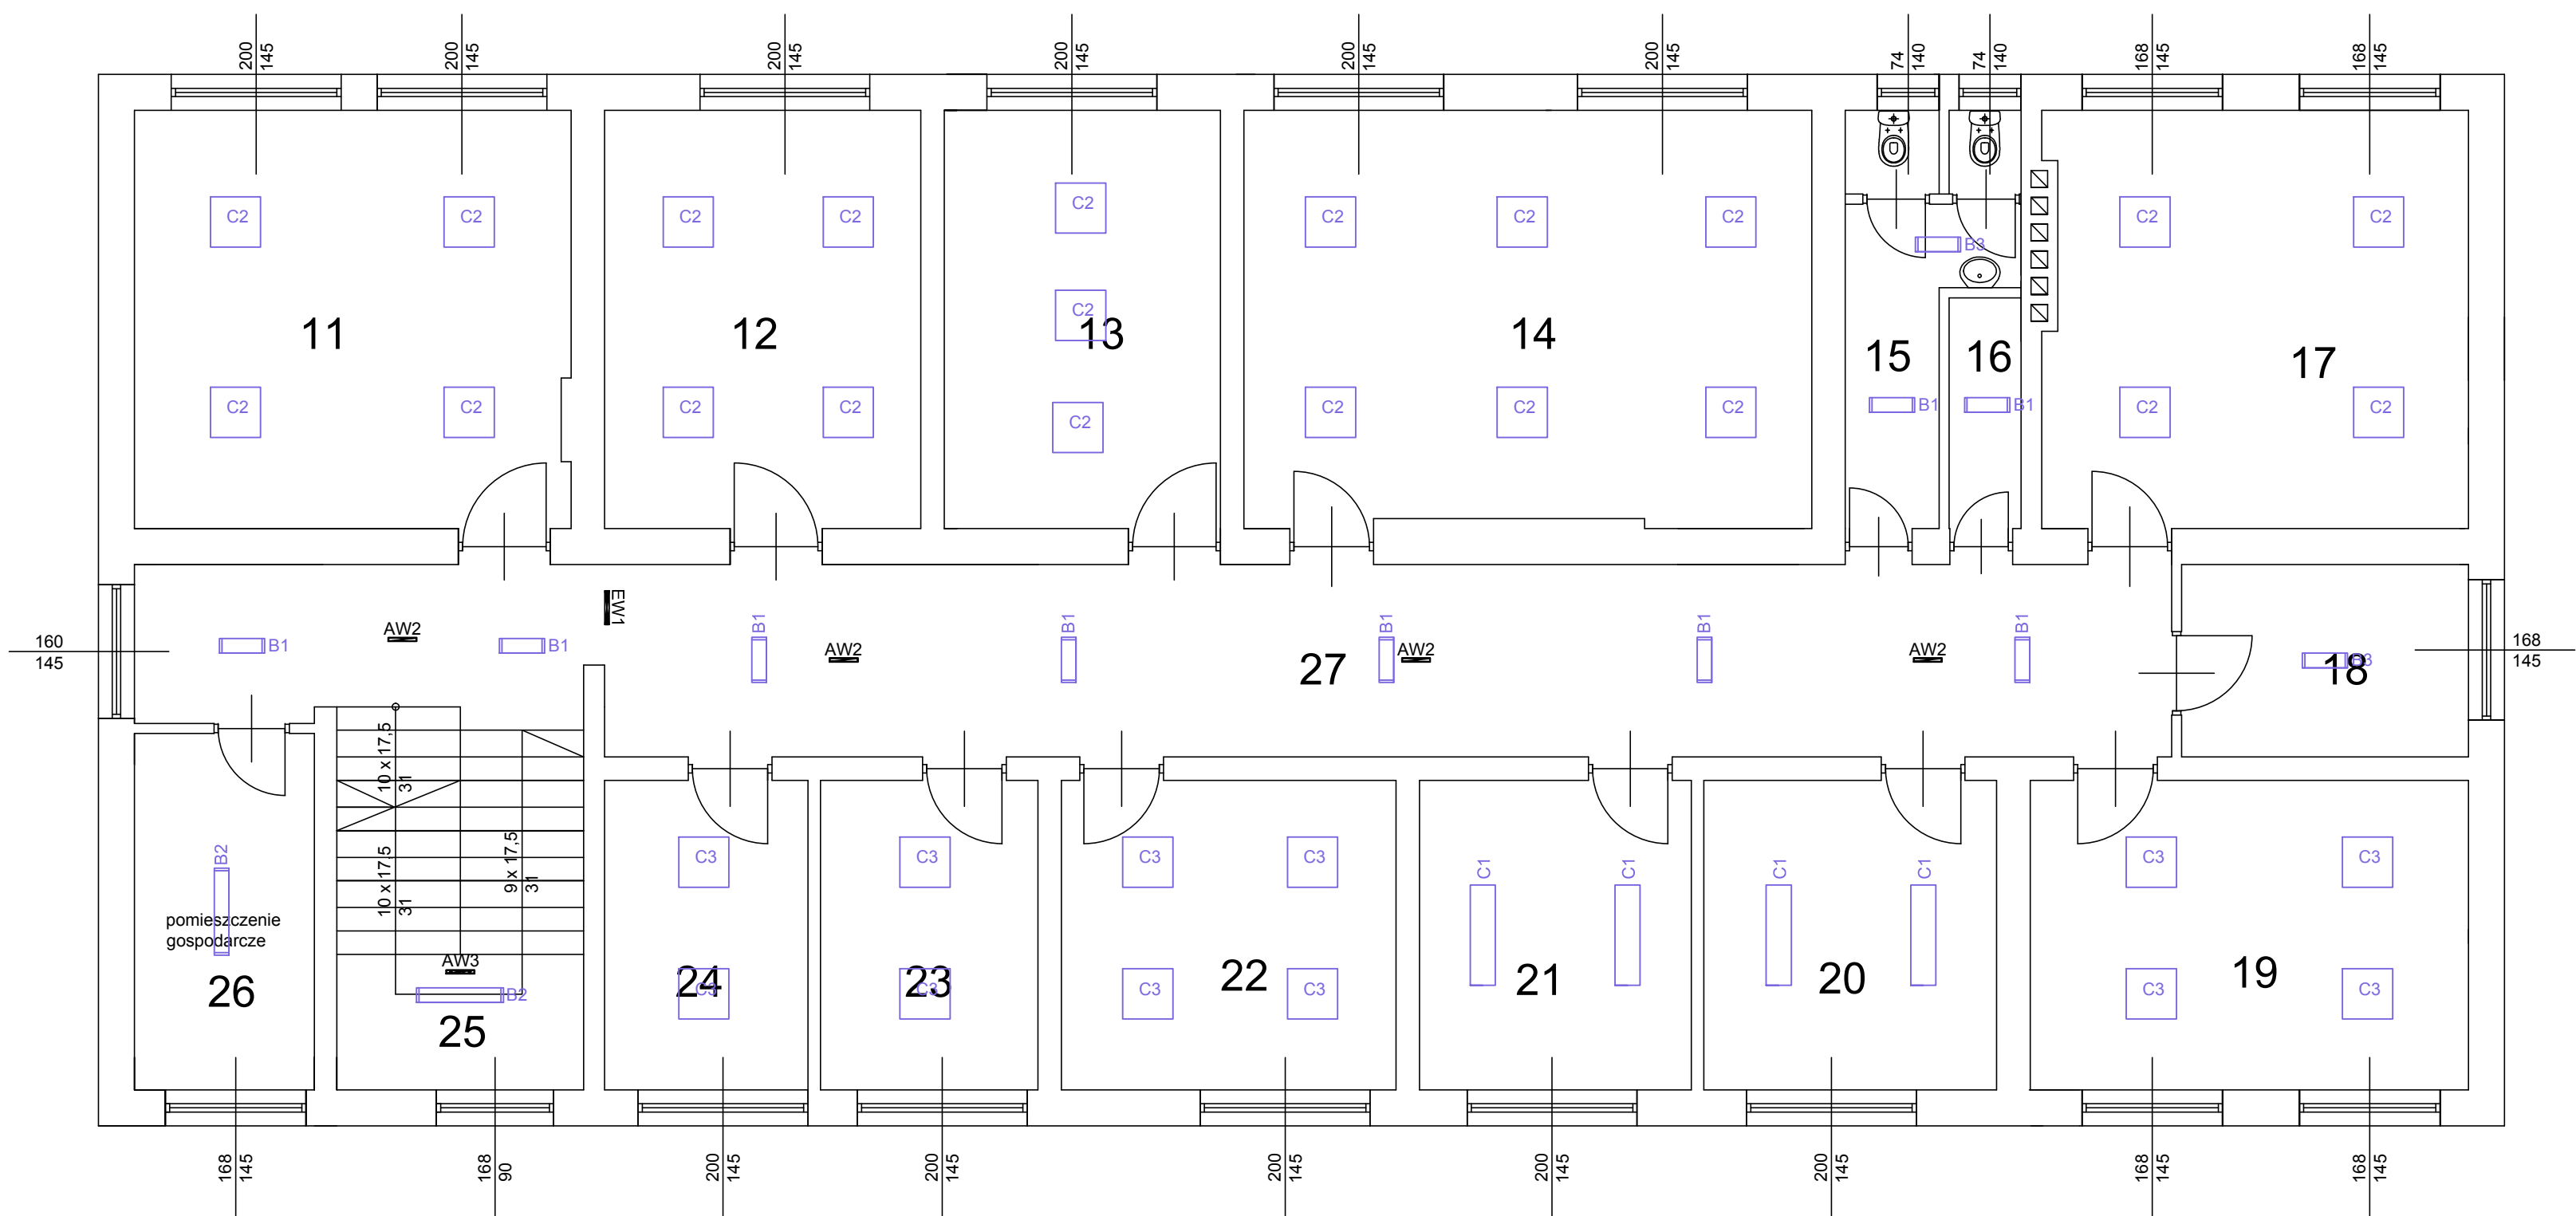 200
145
200
145
200
145
200
145
200
145
200
145
74
140
74
140
168
145
168
145
C2
C2
C2
C2
C2
C2
C2
C2
C2
C2
B3
C2
11
12
13
14
15
16
17
C2
C2
C2
C2
C2
C2
C2
C2
B1
B1
C2
C2
160
145
B1
AW2
B1
EW1
B1
AW2
B1
27
B1
AW2
B1
AW2
B1
18
B3
168
145
10 x 17,5
31
10 x 17,5
31
9 x 17,5
31
B2
pomieszczenie
gospodarcze
26
AW3
B2
25
C3
24
C3
C3
23
C3
C3
C3
22
C3
C3
C1
C1
21
C1
C1
20
C3
C3
19
C3
C3
168
145
168
90
200
145
200
145
200
145
200
145
200
145
168
145
168
145